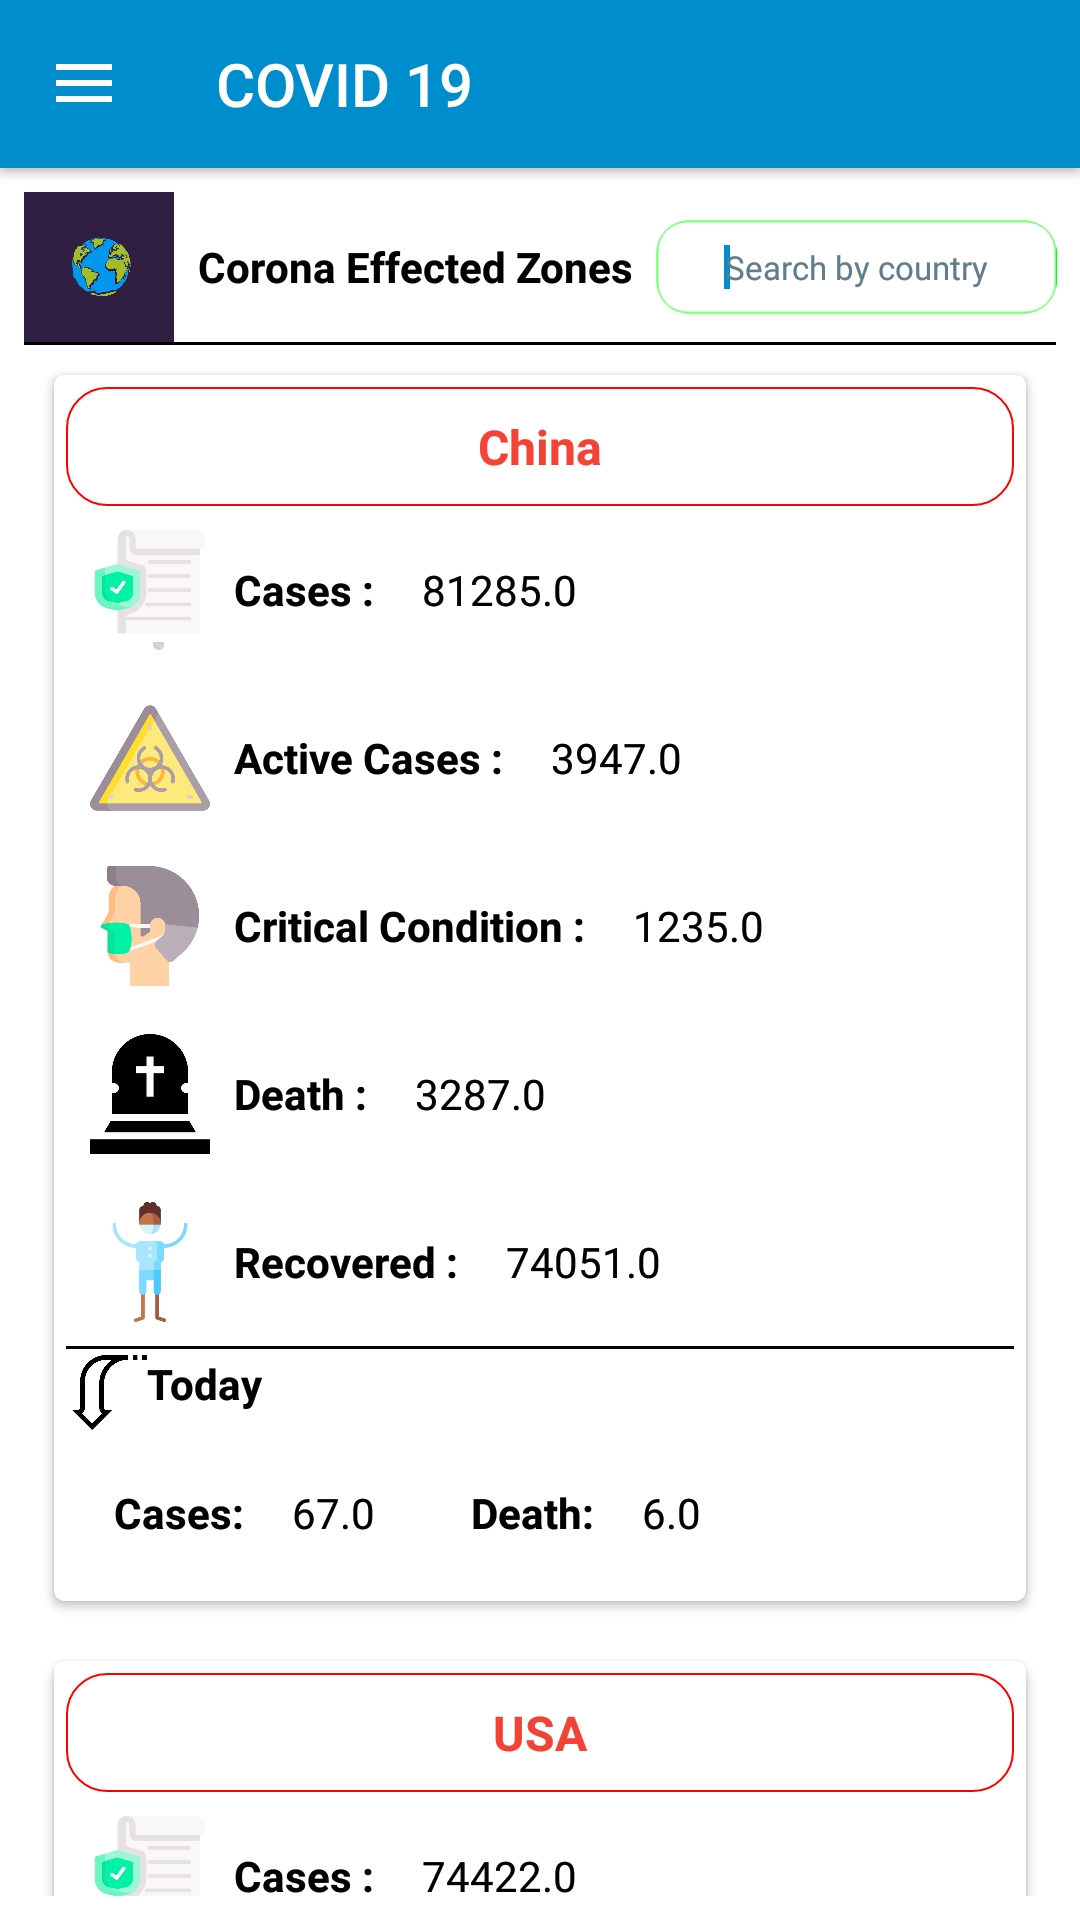 COVID 19
Corona Effected Zones
Search by country
China
Cases : 81285.0
Active Cases : 3947.0
Critical Condition : 1235.0
Death : 3287.0
Recovered : 74051.0
Today
Cases: 67.0 Death: 6.0
USA
Cases : 74422.0